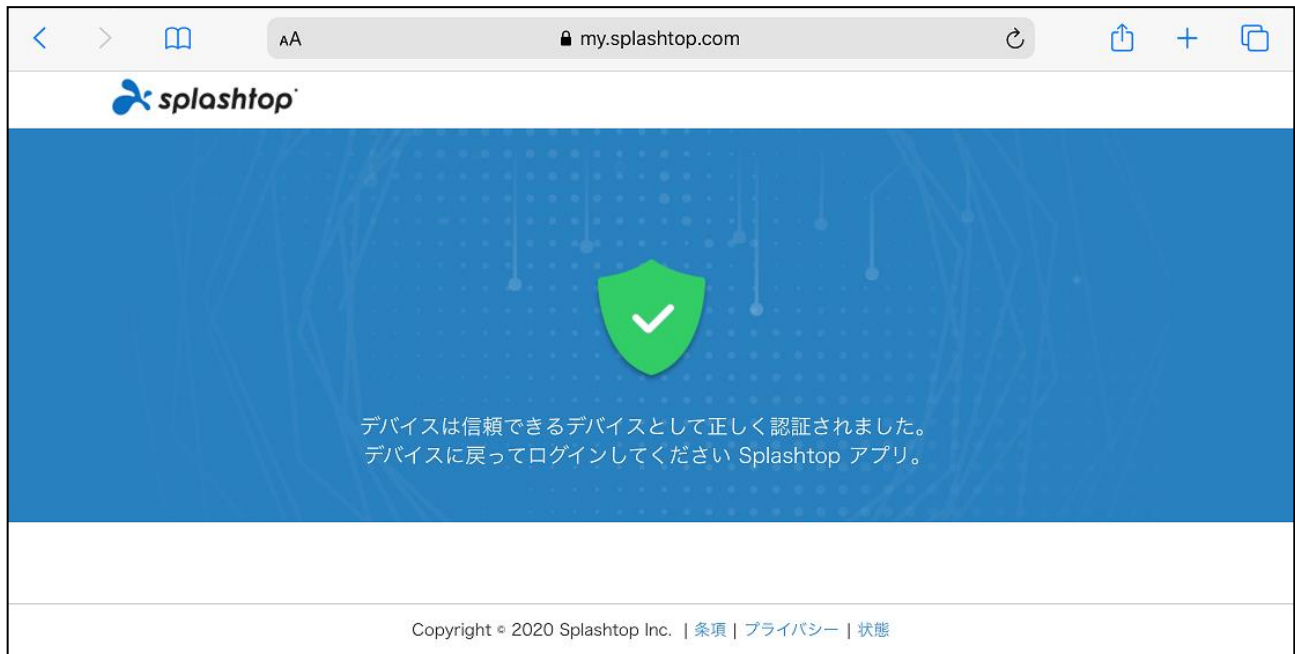 AA my.splashtop.com
splashtop
デバイスは信頼できるデバイスとして正しく認証されました。
デバイスに戻ってログインしてください Splashtop アプリ。
Copyright © 2020 Splashtop Inc. | 条項 | プライバシー | 状態